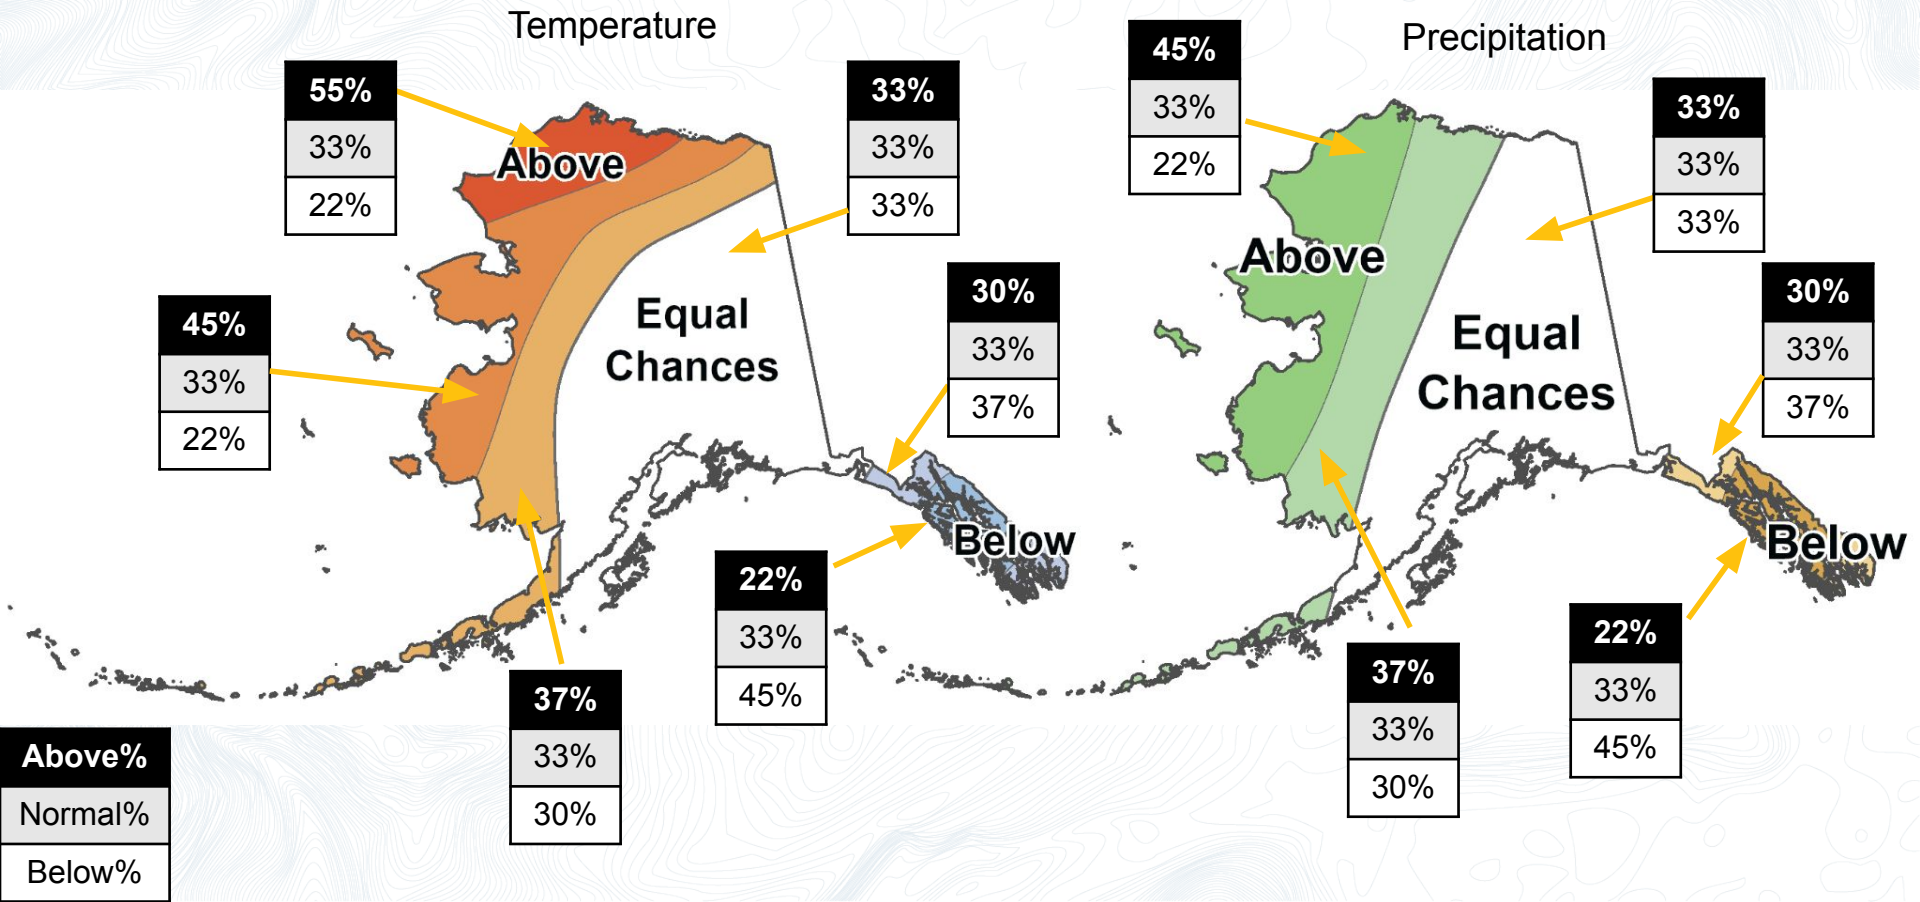 Temperature
55%
33%
22%
Above
33%
33%
33%
45%
33%
22%
Equal
Chances
30%
33%
37%
Below
22%
33%
45%
37%
33%
30%
Above%
Normal%
Below%
Precipitation
45%
33%
22%
Above
33%
33%
33%
Equal
Chances
30%
33%
37%
Below
37%
33%
30%
22%
33%
45%